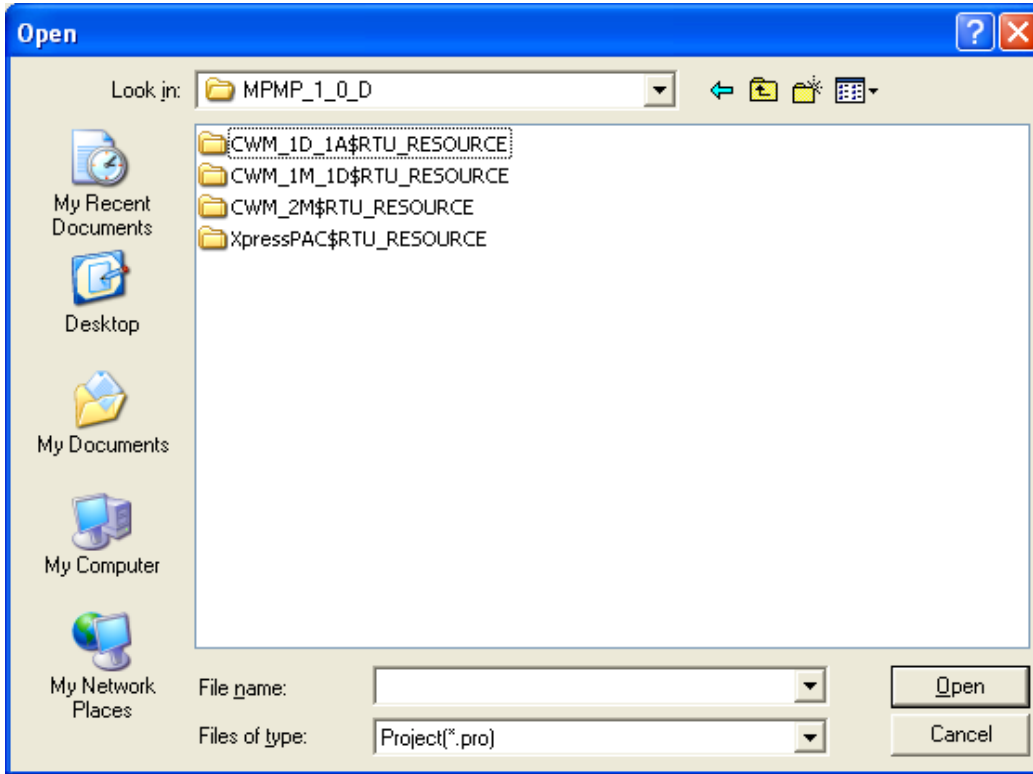 Open
Look in:
MPMP_1_0_D
CWM_1D_1A$RTU_RESOURCE
CWM_1M_1D$RTU_RESOURCE
CWM_2M$RTU_RESOURCE
XpressPAC$RTU_RESOURCE
My Recent
Documents
Desktop
My Documents
My Computer
My Network
Places
File name:
Open
Files of type:
Project(*.pro)
Cancel